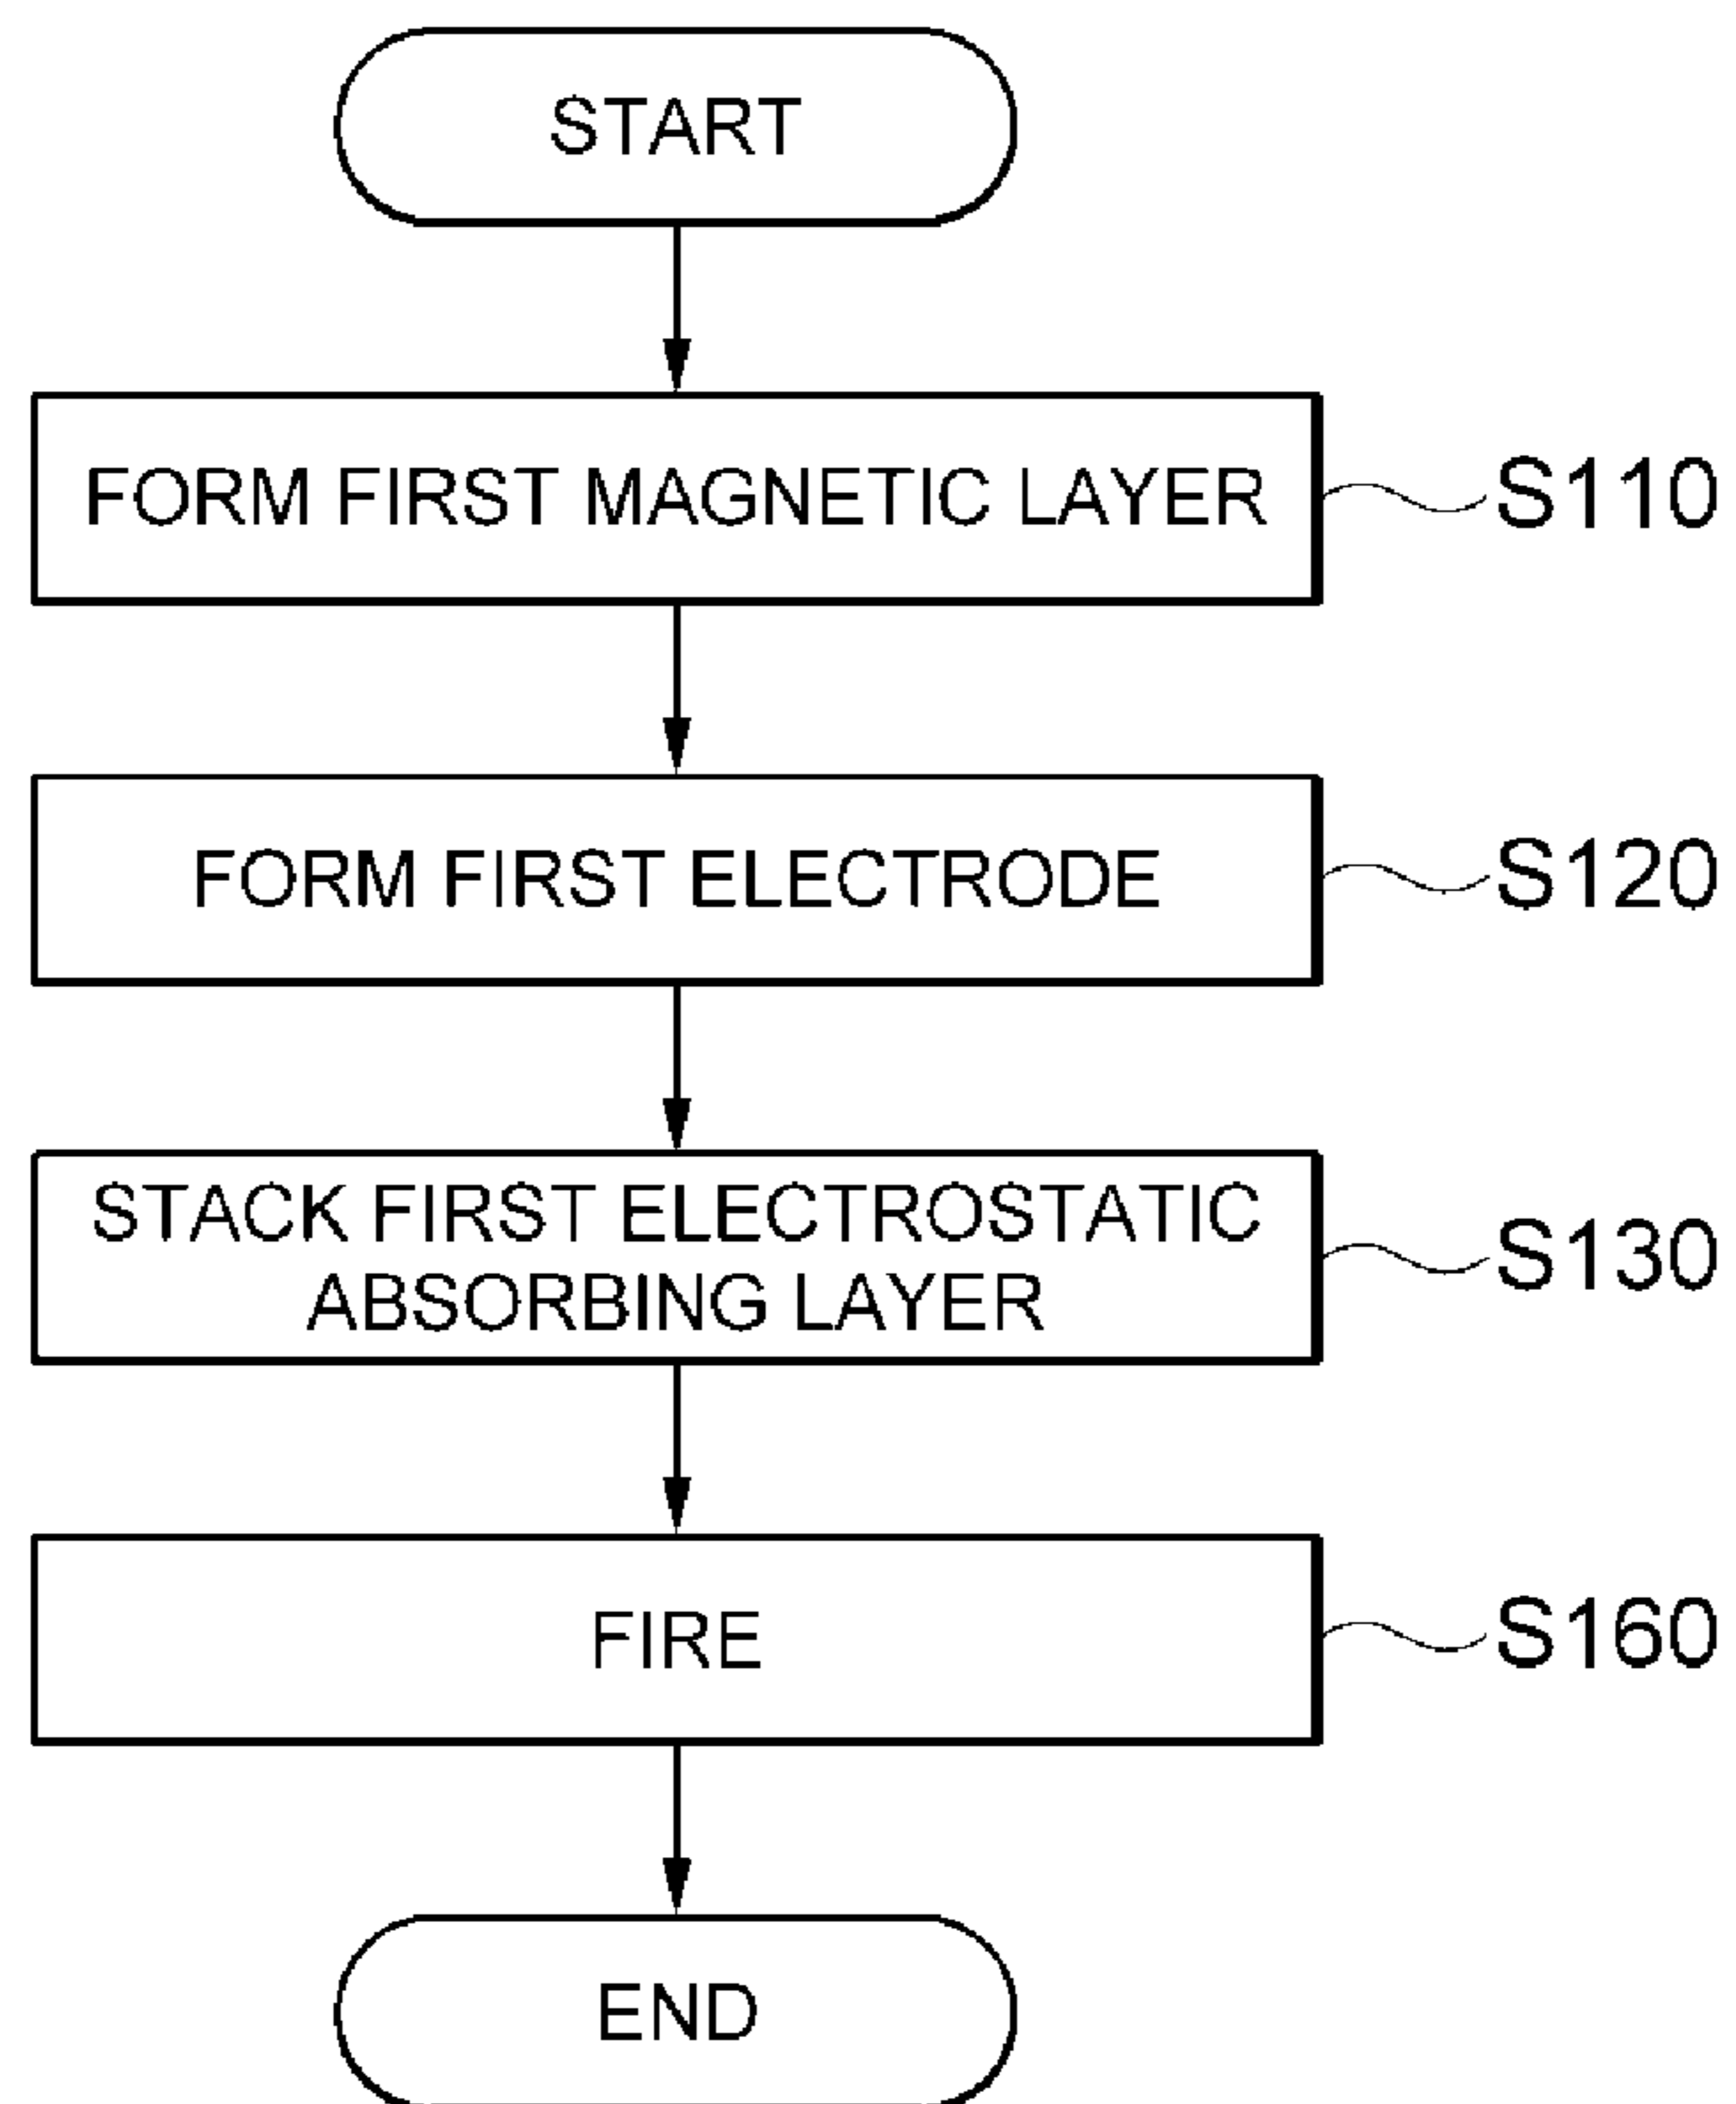 START
FORM FIRST MAGNETIC LAYER
S110
FORM FIRST ELECTRODE
S120
STACK FIRST ELECTROSTATIC
ABSORBING LAYER
S130
FIRE
S160
END